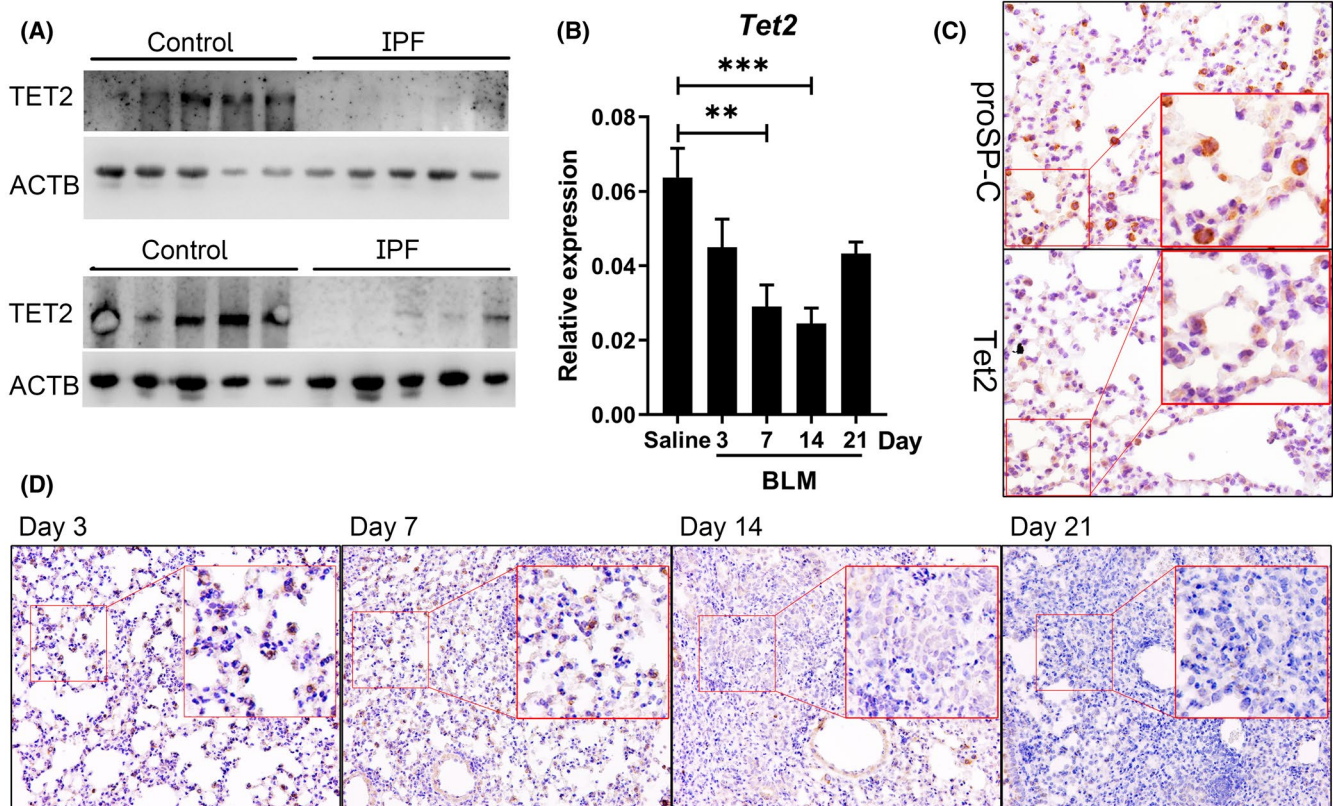 (A)
Control IPF
TET2
ACTB
Control IPF
TET2
ACTB
(B)
Tet2
***
**
Relative expression
0.08
0.06
0.04
0.02
0.00
Saline 3 7 14 21 Day
BLM
(C)
proSP-C
Tet2
(D)
Day 3 Day 7 Day 14 Day 21